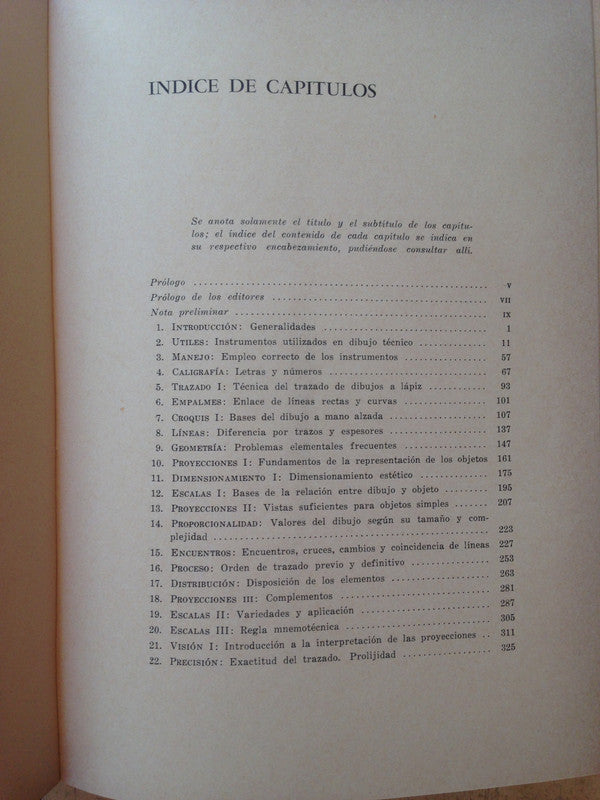 INDICE DE CAPITULOS
Se anota solamente el título y el subtítulo de los capítu-
los; el índice del contenido de cada capítulo se indica en
su respectivo encabezamiento, pudiéndose consultar allí.
Prólogo .......... v
Prólogo de los editores .......... vii
Nota preliminar .......... ix
1. Introducción: Generalidades .......... 1
2. Utiles: Instrumentos utilizados en dibujo técnico .......... 11
3. Manejo: Empleo correcto de los instrumentos .......... 57
4. Caligrafía: Letras y números .......... 67
5. Trazado I: Técnica del trazado de dibujos a lápiz .......... 93
6. Empalmes: Enlace de líneas rectas y curvas .......... 101
7. Croquis I: Bases del dibujo a mano alzada .......... 107
8. Líneas: Diferencia por trazos y espesores .......... 137
9. Geometría: Problemas elementales frecuentes .......... 147
10. Proyecciones I: Fundamentos de la representación de los objetos 161
11. Dimensionamiento I: Dimensionamiento estético .......... 175
12. Escalas I: Bases de la relación entre dibujo y objeto .......... 195
13. Proyecciones II: Vistas suficientes para objetos simples .......... 207
14. Proporcionalidad: Valores del dibujo según su tamaño y com-
plejidad .......... 223
15. Encuentros: Encuentros, cruces, cambios y coincidencia de líneas 227
16. Proceso: Orden de trazado previo y definitivo .......... 253
17. Distribución: Disposición de los elementos .......... 263
18. Proyecciones III: Complementos .......... 281
19. Escalas II: Variedades y aplicación .......... 287
20. Escalas III: Regla mnemotécnica .......... 305
21. Visión I: Introducción a la interpretación de las proyecciones .. 311
22. Precisión: Exactitud del trazado. Prolijidad .......... 325